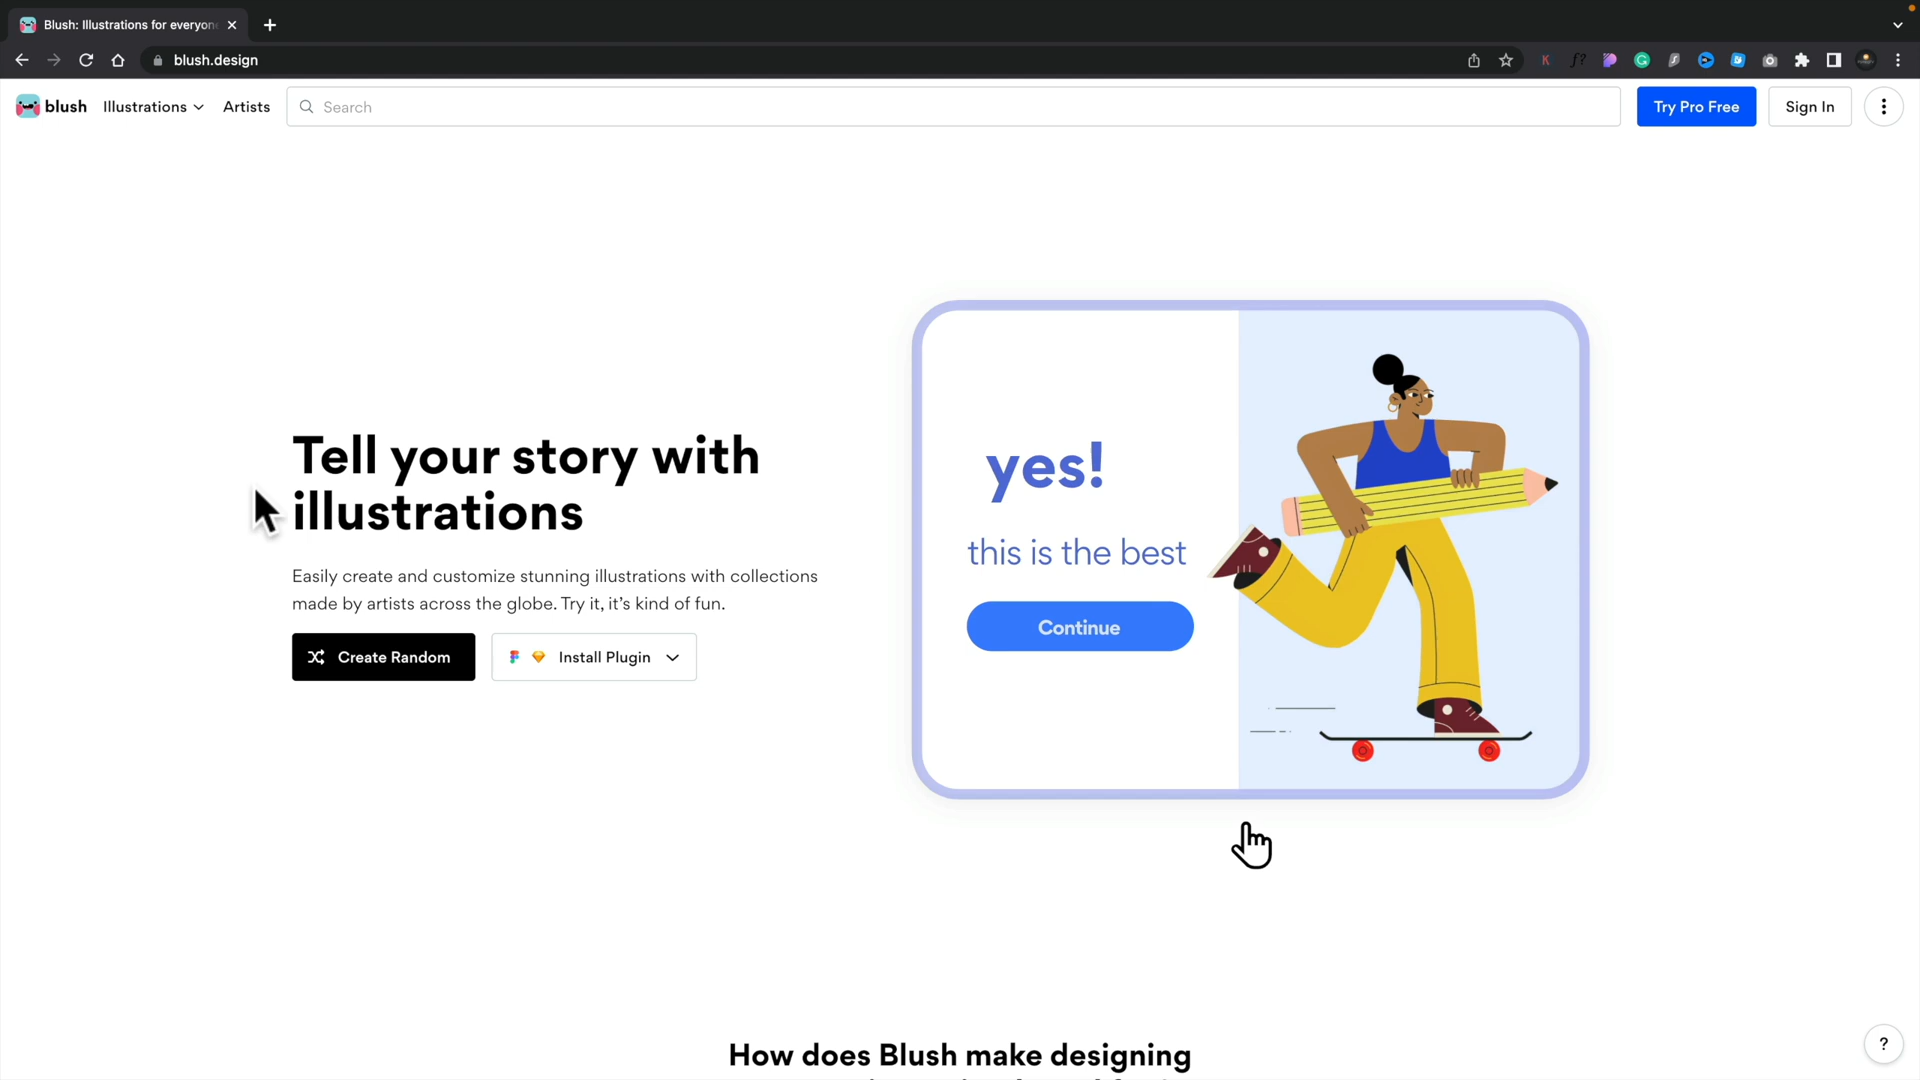 Blush: Illustrations for everyon
blush.design
blush
Illustrations
Artists
Search
Try Pro Free
Sign In
Tell your story with
illustrations
Easily create and customize stunning illustrations with collections
made by artists across the globe. Try it, it's kind of fun.
Create Random
Install Plugin
yes!
this is the best
Continue
How does Blush make designing
?